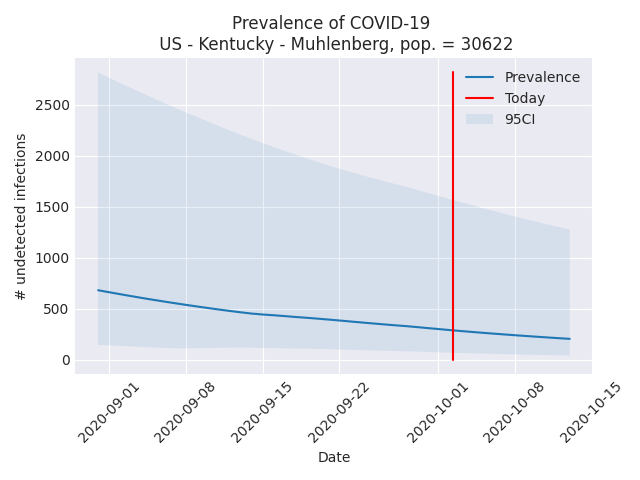 Prevalence of COVID-19
US - Kentucky - Muhlenberg, pop. = 30622
Prevalence
Today
95CI
# undetected infections
2500
2000
1500
1000
500
0
2020-09-01
2020-09-08
2020-09-15
2020-09-22
2020-10-01
2020-10-08
2020-10-15
Date